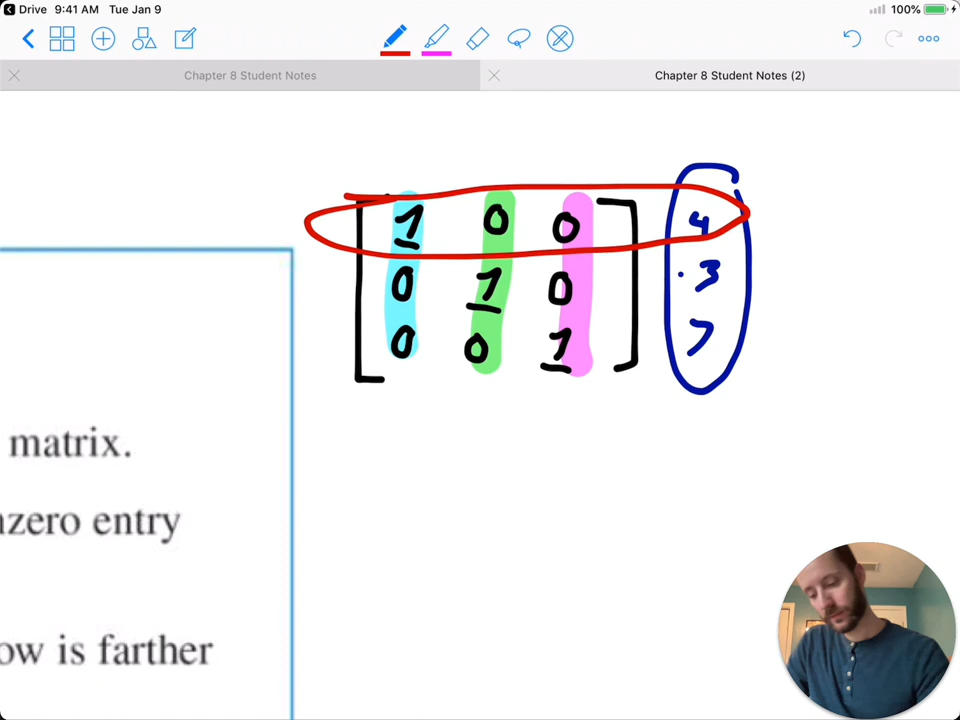 Drive 9:41 AM Tue Jan 9 100%
Chapter 8 Student Notes Chapter 8 Student Notes (2)
1 0 0 4
0 1 0 3
0 0 1 7
matrix.
nzero entry
ow is farther